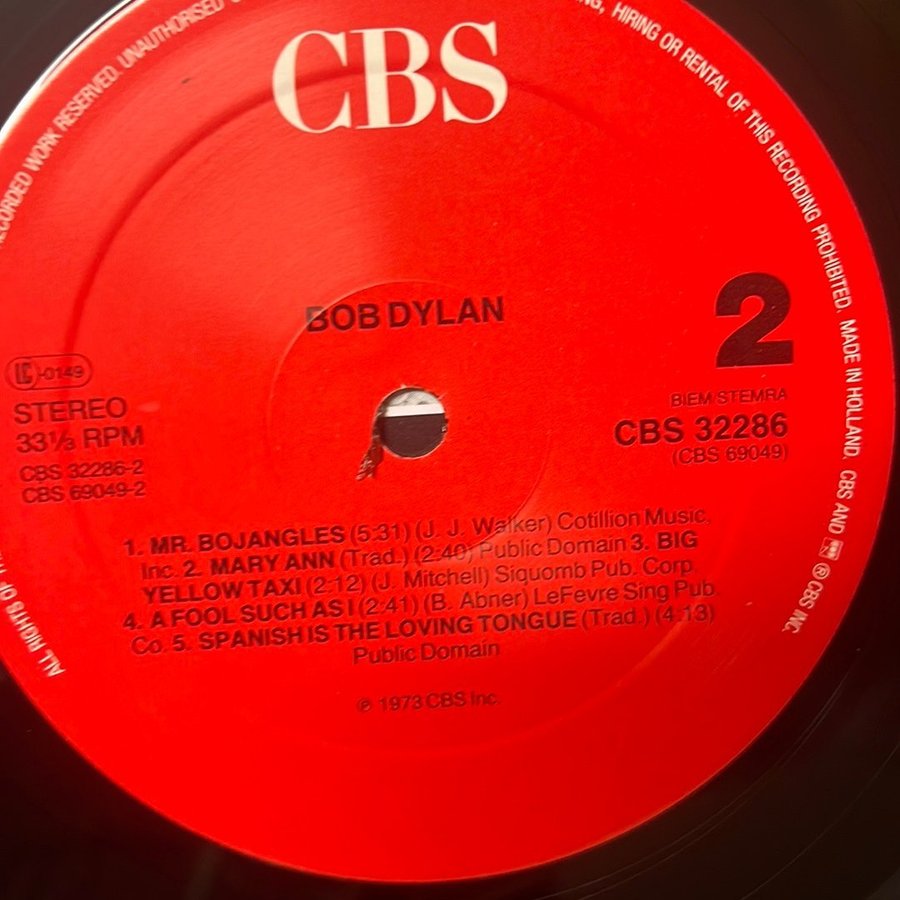 RECORDED WORK RESERVED. UNAUTHORISED
HIRING OR RENTAL OF THIS RECORDING PROHIBITED. MADE IN HOLLAND. CBS AND ℗ © CBS INC.
CBS
BOB DYLAN
2
LC-0149
STEREO
33⅓ RPM
CBS 32286-2
CBS 69049-2
BIEM/STEMRA
CBS 32286
(CBS 69049)
1. MR. BOJANGLES (5:31) (J. J. Walker) Cotillion Music,
Inc. 2. MARY ANN (Trad.) (2:40) Public Domain 3. BIG
YELLOW TAXI (2:12) (J. Mitchell) Siquomb Pub. Corp.
4. A FOOL SUCH AS I (2:41) (B. Abner) LeFevre Sing Pub.
Co. 5. SPANISH IS THE LOVING TONGUE (Trad.) (4:13)
Public Domain
℗ 1973 CBS Inc.
ALL RIGHTS OF